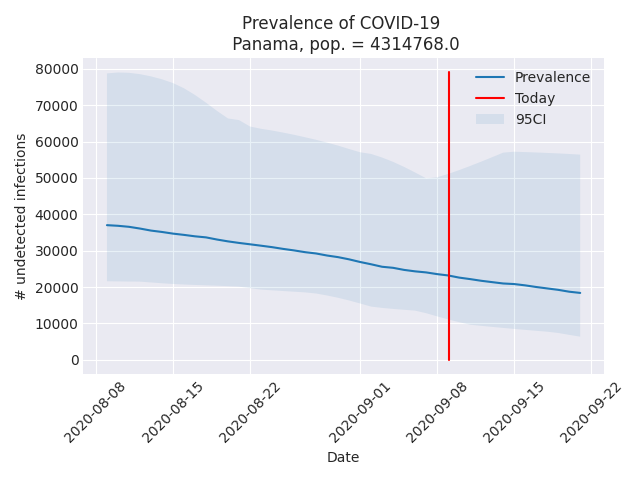 Prevalence of COVID-19
Panama, pop. = 4314768.0
80000
70000
60000
50000
40000
30000
20000
10000
0
# undetected infections
Prevalence
Today
95CI
2020-08-08
2020-08-15
2020-08-22
2020-09-01
2020-09-08
2020-09-15
2020-09-22
Date